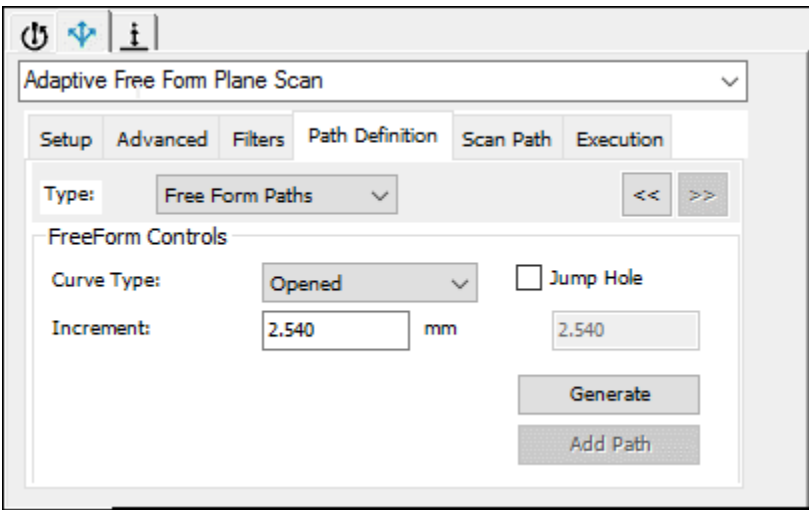 Adaptive Free Form Plane Scan
Setup Advanced Filters Path Definition Scan Path Execution
Type: Free Form Paths << >>
FreeForm Controls
Curve Type: Opened Jump Hole
Increment: 2.540 mm 2.540
Generate
Add Path